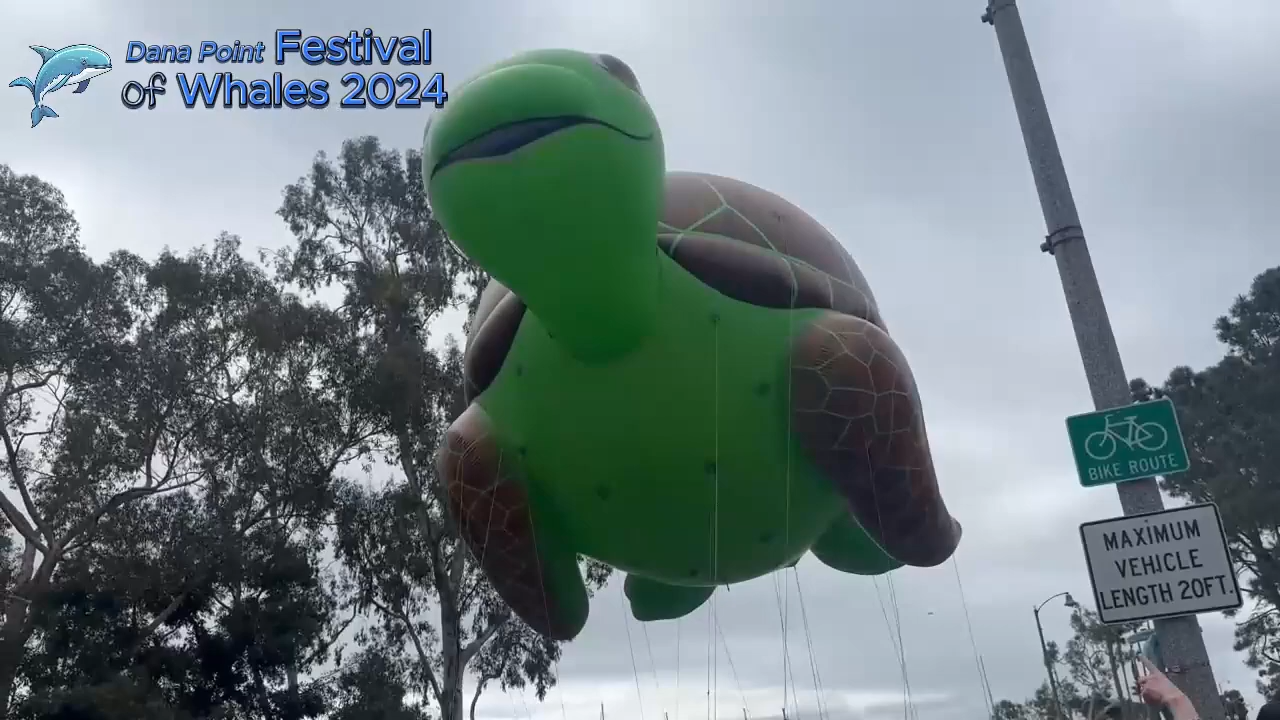 Dana Point Festival
of Whales 2024
BIKE ROUTE
MAXIMUM
VEHICLE
LENGTH 20FT.